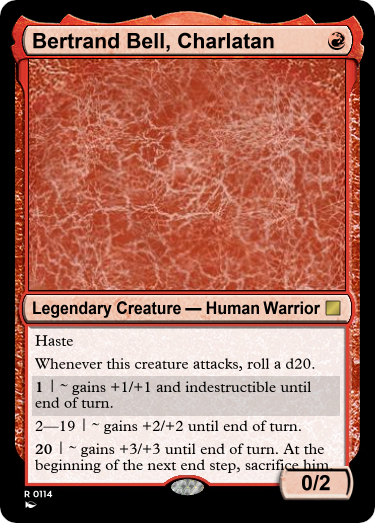 Bertrand Bell, Charlatan
Legendary Creature — Human Warrior
Haste
Whenever this creature attacks, roll a d20.
1 | ~ gains +1/+1 and indestructible until
end of turn.
2—19 | ~ gains +2/+2 until end of turn.
20 | ~ gains +3/+3 until end of turn. At the
beginning of the next end step, sacrifice him.
0/2
R 0114